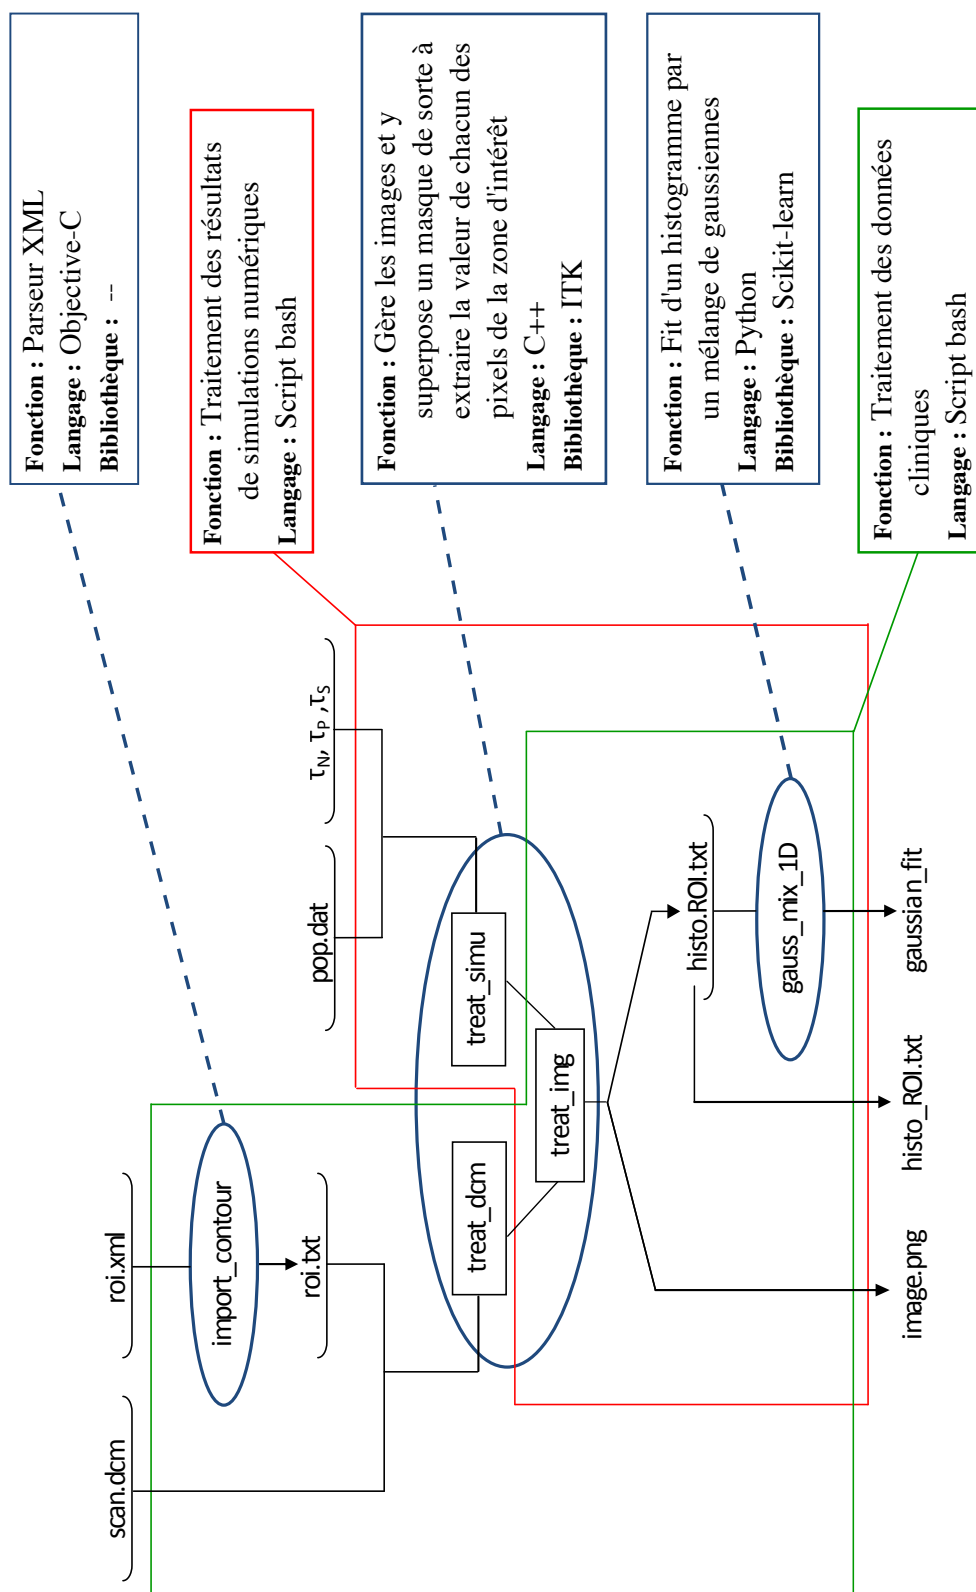 scan.dcm
roi.xml
import_contour
roi.txt
pop.dat
τN, τP ,τS
treat_dcm
treat_simu
treat_img
histo.ROI.txt
gauss_mix_1D
image.png
histo_ROI.txt
gaussian_fit
Fonction : Parseur XML
Langage : Objective-C
Bibliothèque : --
Fonction : Traitement des résultats
de simulations numériques
Langage : Script bash
Fonction : Gère les images et y
superpose un masque de sorte à
extraire la valeur de chacun des
pixels de la zone d'intérêt
Langage : C++
Bibliothèque : ITK
Fonction : Fit d'un histogramme par
un mélange de gaussiennes
Langage : Python
Bibliothèque : Scikit-learn
Fonction : Traitement des données
cliniques
Langage : Script bash